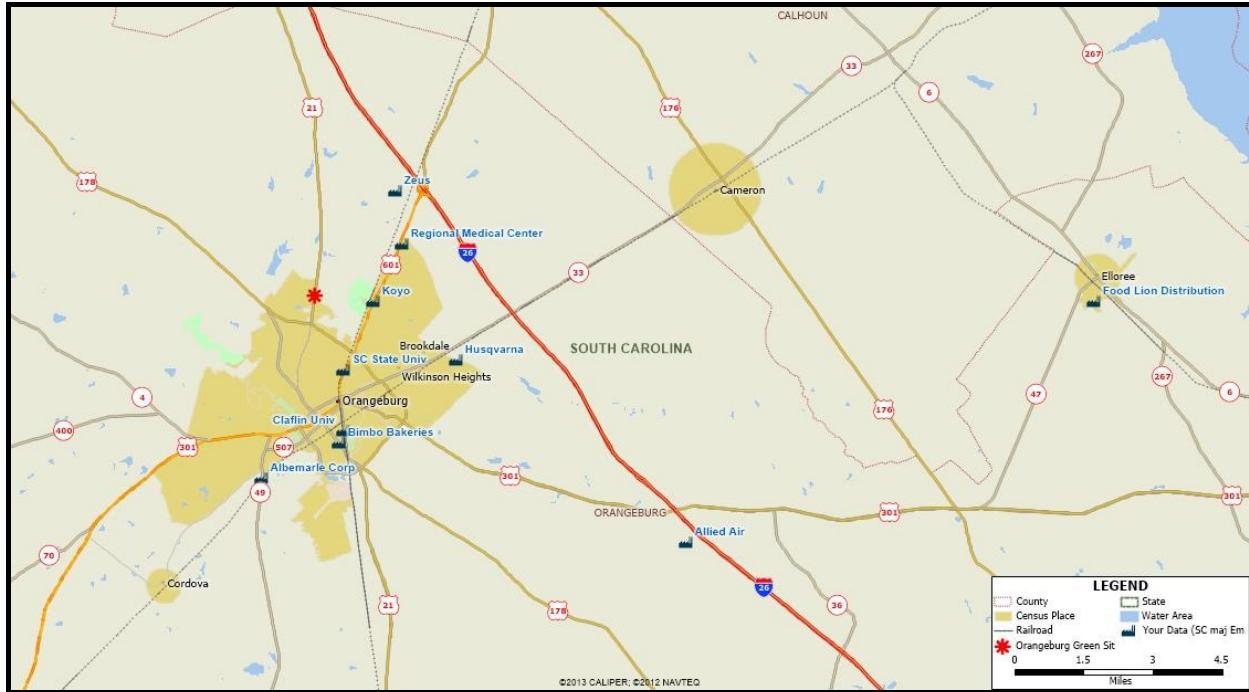 CALHOUN
267
33
6
21
176
178
Zeus
Cameron
Regional Medical Center
26
601
33
Elloree
Koyo
Food Lion Distribution
Brookdale
Husqvarna
SOUTH CAROLINA
SC State Univ
Wilkinson Heights
267
4
47
6
Orangeburg
176
Claflin Univ
400
Bimbo Bakeries
301
507
Albemarle Corp
301
49
301
ORANGEBURG
301
Allied Air
70
Cordova
26
21
178
36
LEGEND
County
State
Census Place
Water Area
Railroad
Your Data (SC maj Em
Orangeburg Green Sit
0 1.5 3 4.5
Miles
©2013 CALIPER; ©2012 NAVTEQ